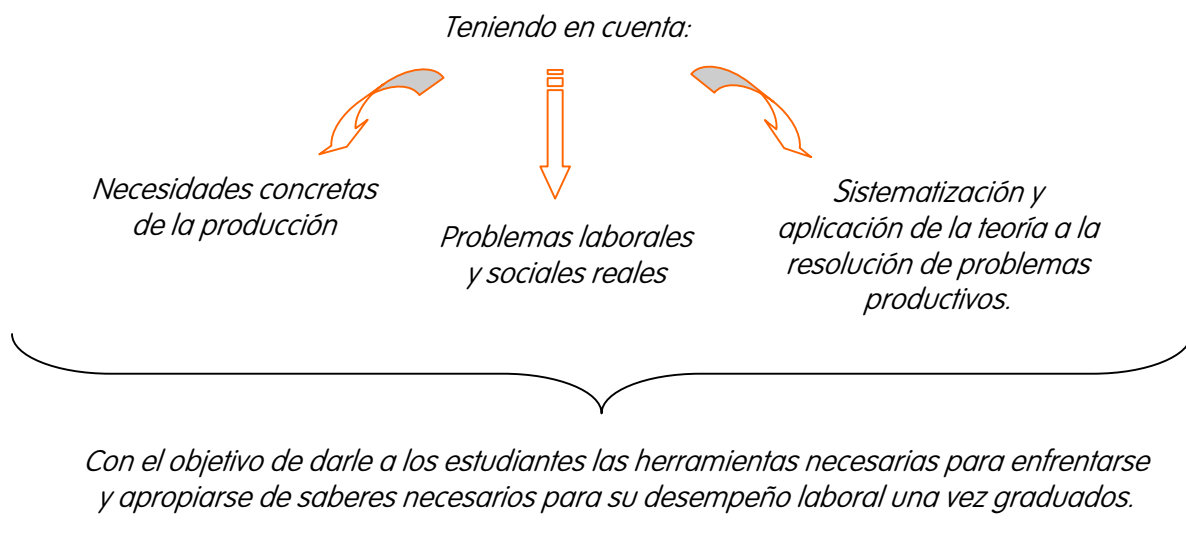 Teniendo en cuenta:
Necesidades concretas
de la producción
Problemas laborales
y sociales reales
Sistematización y
aplicación de la teoría a la
resolución de problemas
productivos.
Con el objetivo de darle a los estudiantes las herramientas necesarias para enfrentarse
y apropiarse de saberes necesarios para su desempeño laboral una vez graduados.